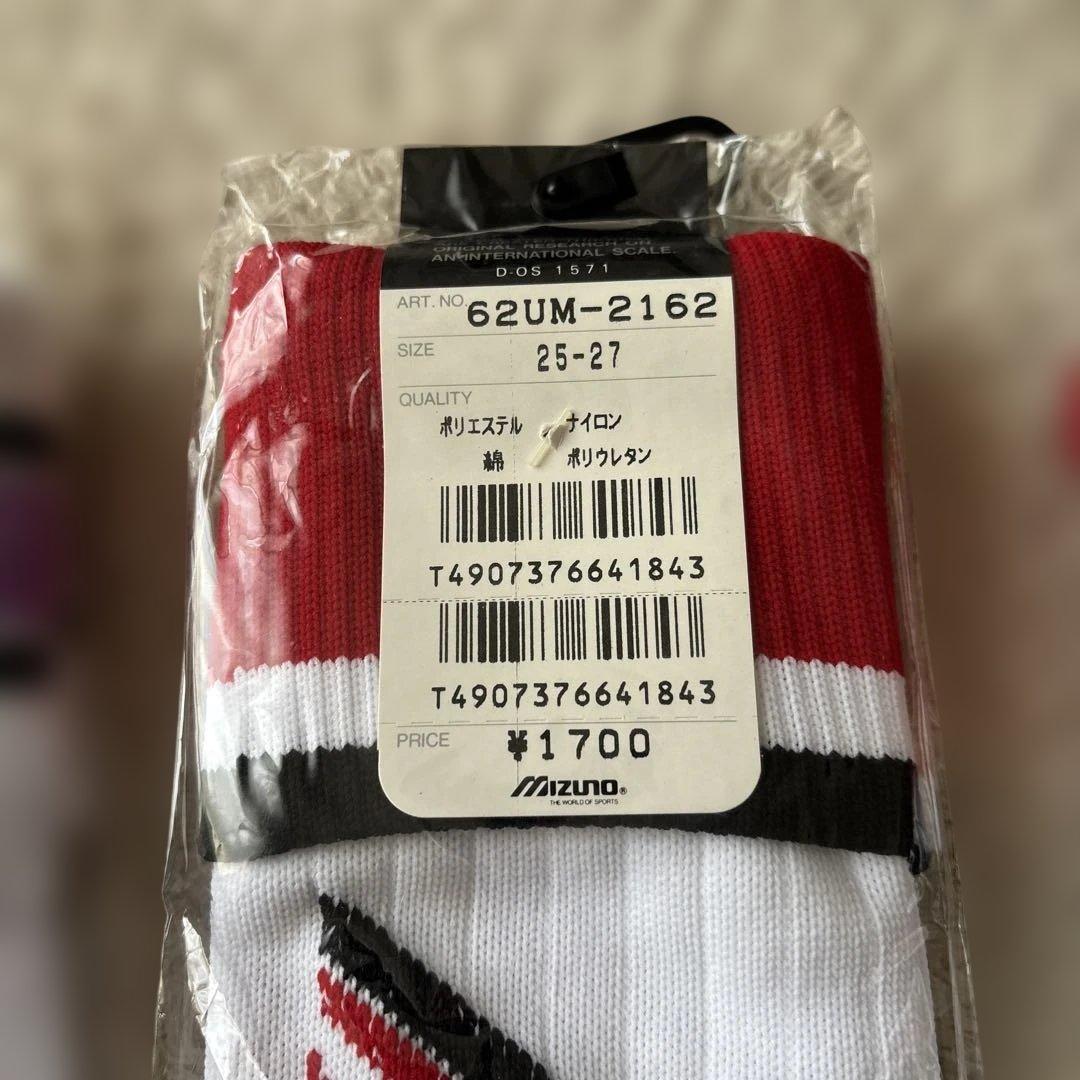 ORIGINAL RESEARCH ON
AN INTERNATIONAL SCALE.
D-OS 1571
ART. NO. 62UM-2162
SIZE 25-27
QUALITY
ポリエステル ナイロン
綿 ポリウレタン
T4907376641843
T4907376641843
PRICE ¥1700
MIZUNO®
THE WORLD OF SPORTS